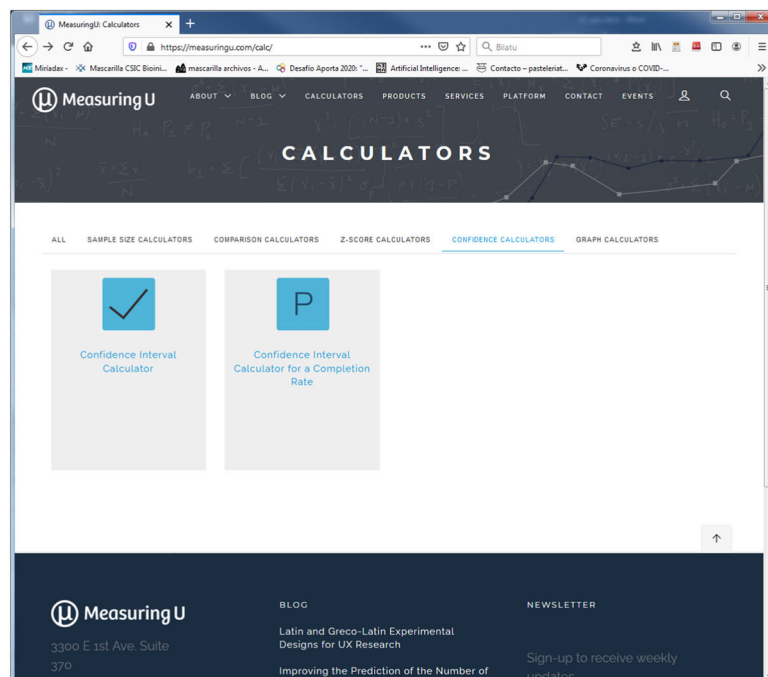 MeasuringU: Calculators
https://measuringu.com/calc/
Bilatu
Miriadax -
Mascarilla CSIC Bioini...
mascarilla archivos - A...
Desafío Aporta 2020: "...
Artificial Intelligence: ...
Contacto – pasteleriat...
Coronavirus o COVID-...
Measuring U
ABOUT
BLOG
CALCULATORS
PRODUCTS
SERVICES
PLATFORM
CONTACT
EVENTS
CALCULATORS
ALL
SAMPLE SIZE CALCULATORS
COMPARISON CALCULATORS
Z-SCORE CALCULATORS
CONFIDENCE CALCULATORS
GRAPH CALCULATORS
Confidence Interval
Calculator
P
Confidence Interval
Calculator for a Completion
Rate
Measuring U
3300 E 1st Ave. Suite
370
BLOG
Latin and Greco-Latin Experimental
Designs for UX Research
Improving the Prediction of the Number of
NEWSLETTER
Sign-up to receive weekly
updates